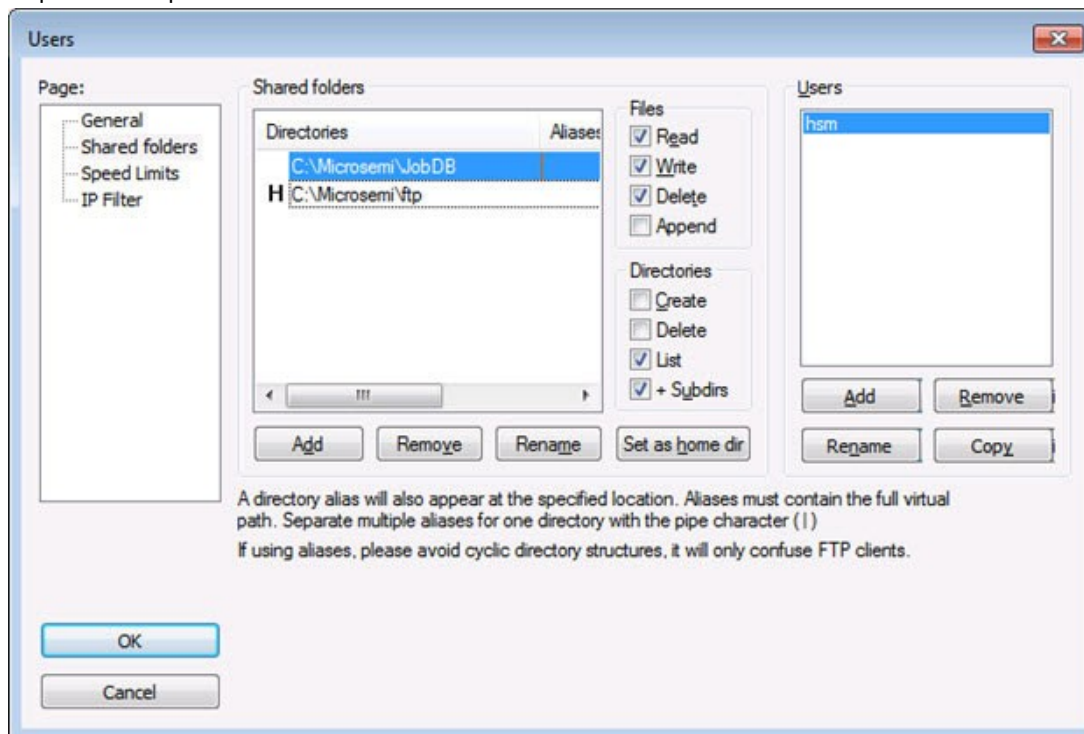 Users
Page:
General
Shared folders
Speed Limits
IP Filter
Shared folders
Directories
C:\Microsemi\JobDB
H C:\Microsemi\ftp
Files
Read
Write
Delete
Append
Directories
Create
Delete
List
+ Subdirs
Add Remove Rename Set as home dir
Users
hsm
Add Remove
Rename Copy
A directory alias will also appear at the specified location. Aliases must contain the full virtual
path. Separate multiple aliases for one directory with the pipe character (|)
If using aliases, please avoid cyclic directory structures, it will only confuse FTP clients.
OK
Cancel